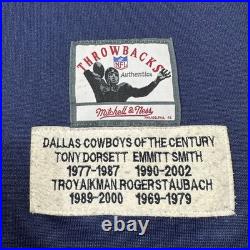 THROWBACKS
NFL
Authentics
Mitchell & Ness
PHILADELPHIA, PA
DALLAS COWBOYS OF THE CENTURY
TONY DORSETT EMMITT SMITH
1977-1987 1990-2002
TROY AIKMAN ROGER STAUBACH
1989-2000 1969-1979